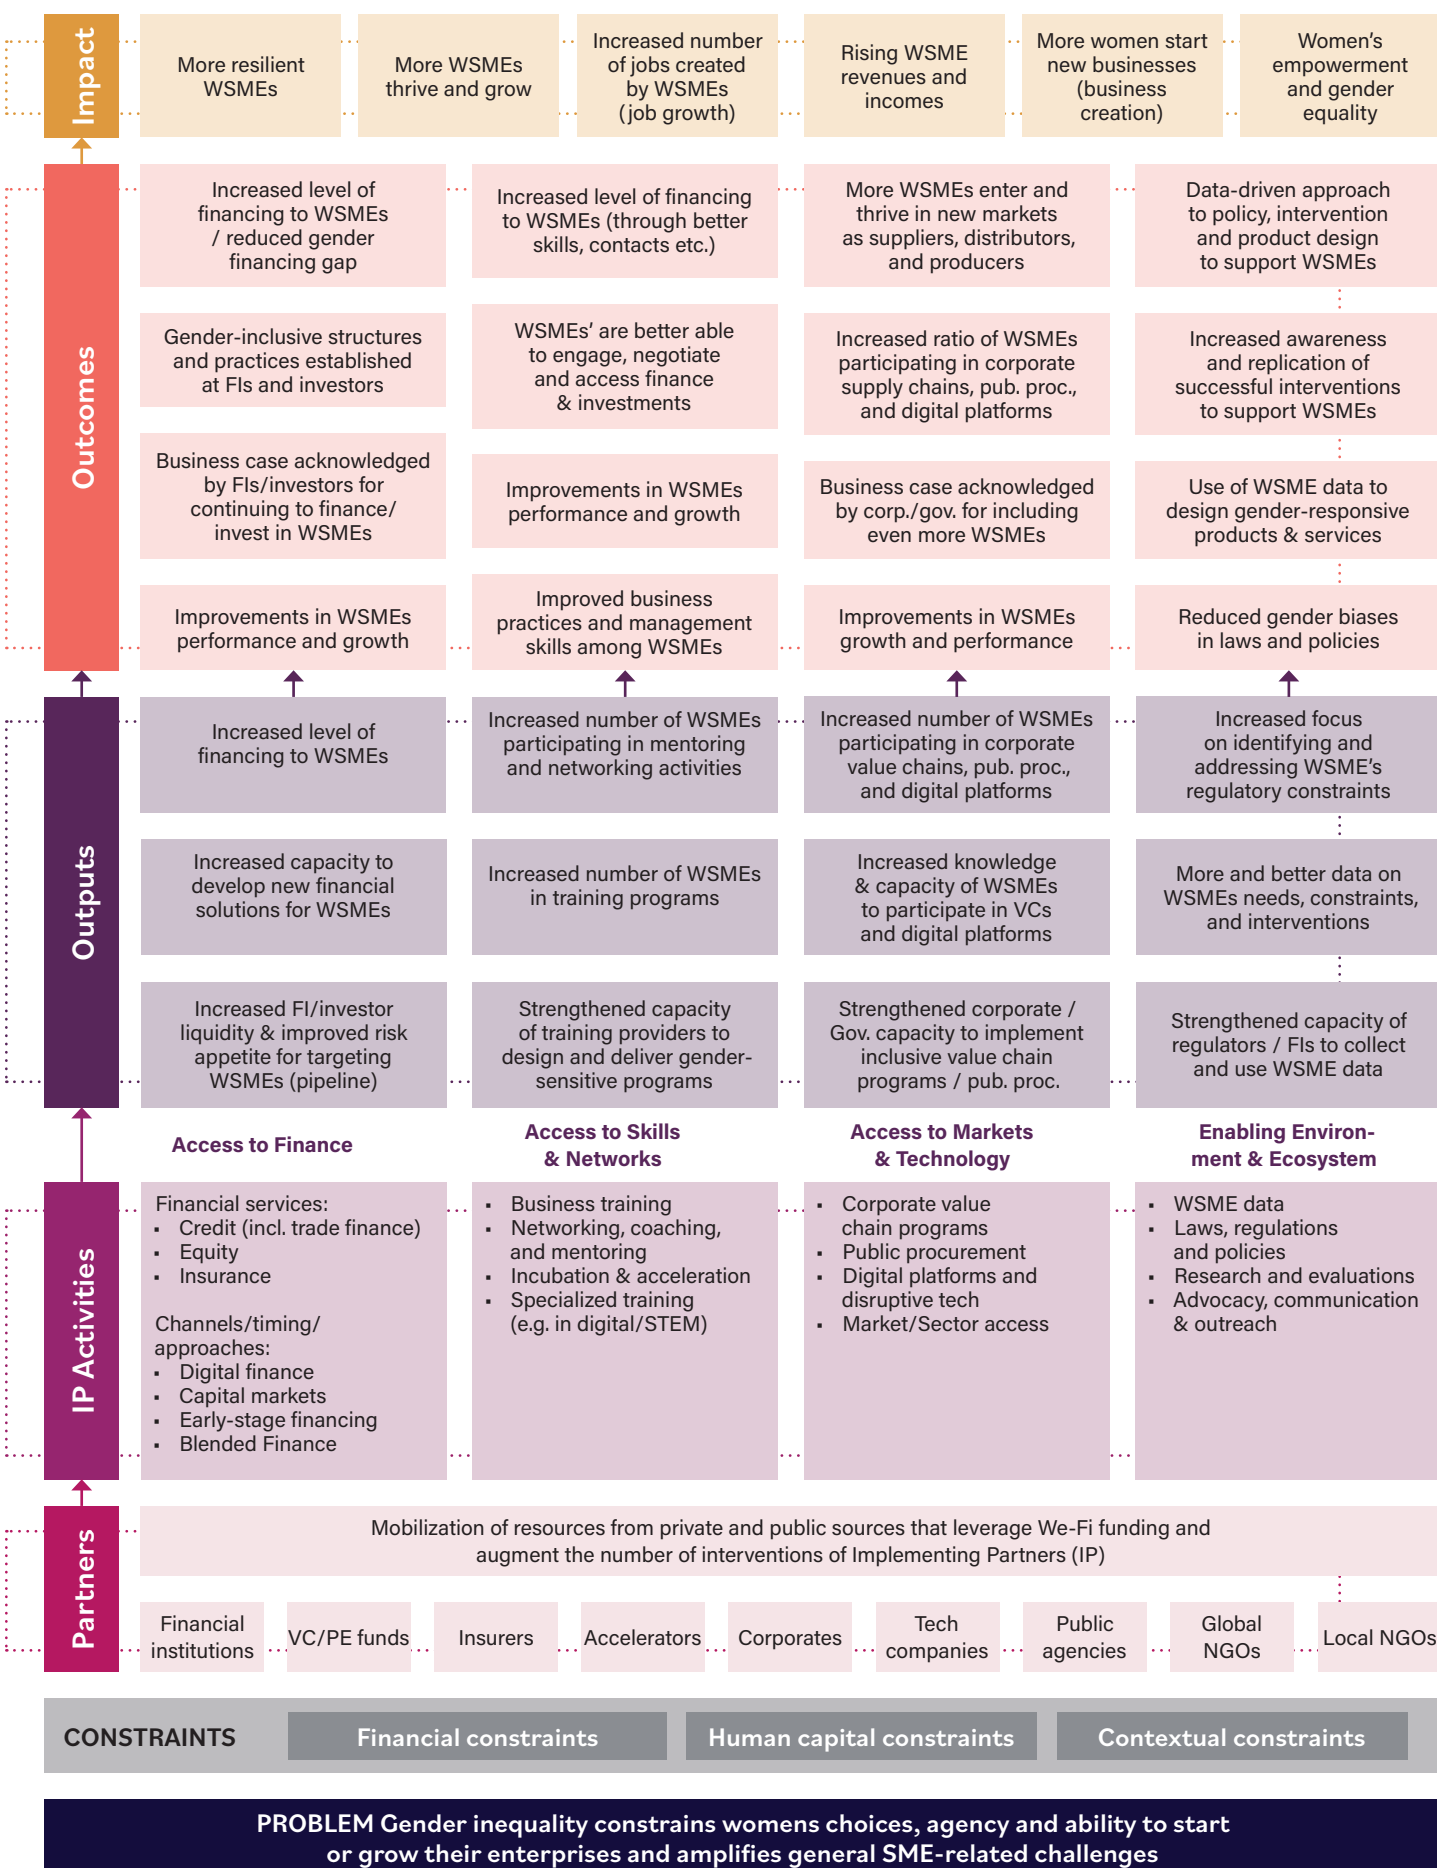 Impact
More resilient
WSMEs
More WSMEs
thrive and grow
Increased number
of jobs created
by WSMEs
(job growth)
Rising WSME
revenues and
incomes
More women start
new businesses
(business
creation)
Women's
empowerment
and gender
equality
Outcomes
Increased level of
financing to WSMEs
/ reduced gender
financing gap
Gender-inclusive structures
and practices established
at FIs and investors
Business case acknowledged
by FIs/investors for
continuing to finance/
invest in WSMEs
Improvements in WSMEs
performance and growth
Increased level of financing
to WSMEs (through better
skills, contacts etc.)
WSMEs' are better able
to engage, negotiate
and access finance
& investments
Improvements in WSMEs
performance and growth
Improved business
practices and management
skills among WSMEs
More WSMEs enter and
thrive in new markets
as suppliers, distributors,
and producers
Increased ratio of WSMEs
participating in corporate
supply chains, pub. proc.,
and digital platforms
Business case acknowledged
by corp./gov. for including
even more WSMEs
Improvements in WSMEs
growth and performance
Data-driven approach
to policy, intervention
and product design
to support WSMEs
Increased awareness
and replication of
successful interventions
to support WSMEs
Use of WSME data to
design gender-responsive
products & services
Reduced gender biases
in laws and policies
Outputs
Increased level of
financing to WSMEs
Increased capacity to
develop new financial
solutions for WSMEs
Increased FI/investor
liquidity & improved risk
appetite for targeting
WSMEs (pipeline)
Increased number of WSMEs
participating in mentoring
and networking activities
Increased number of WSMEs
in training programs
Strengthened capacity
of training providers to
design and deliver gender-
sensitive programs
Increased number of WSMEs
participating in corporate
value chains, pub. proc.,
and digital platforms
Increased knowledge
& capacity of WSMEs
to participate in VCs
and digital platforms
Strengthened corporate /
Gov. capacity to implement
inclusive value chain
programs / pub. proc.
Increased focus
on identifying and
addressing WSME's
regulatory constraints
More and better data on
WSMEs needs, constraints,
and interventions
Strengthened capacity of
regulators / FIs to collect
and use WSME data
IP Activities
Access to Finance
Financial services:
▪ Credit (incl. trade finance)
▪ Equity
▪ Insurance
Channels/timing/
approaches:
▪ Digital finance
▪ Capital markets
▪ Early-stage financing
▪ Blended Finance
Access to Skills
& Networks
▪ Business training
▪ Networking, coaching,
and mentoring
▪ Incubation & acceleration
▪ Specialized training
(e.g. in digital/STEM)
Access to Markets
& Technology
▪ Corporate value
chain programs
▪ Public procurement
▪ Digital platforms and
disruptive tech
▪ Market/Sector access
Enabling Environ-
ment & Ecosystem
▪ WSME data
▪ Laws, regulations
and policies
▪ Research and evaluations
▪ Advocacy, communication
& outreach
Partners
Mobilization of resources from private and public sources that leverage We-Fi funding and
augment the number of interventions of Implementing Partners (IP)
Financial
institutions
VC/PE funds
Insurers
Accelerators
Corporates
Tech
companies
Public
agencies
Global
NGOs
Local NGOs
CONSTRAINTS
Financial constraints
Human capital constraints
Contextual constraints
PROBLEM Gender inequality constrains womens choices, agency and ability to start
or grow their enterprises and amplifies general SME-related challenges